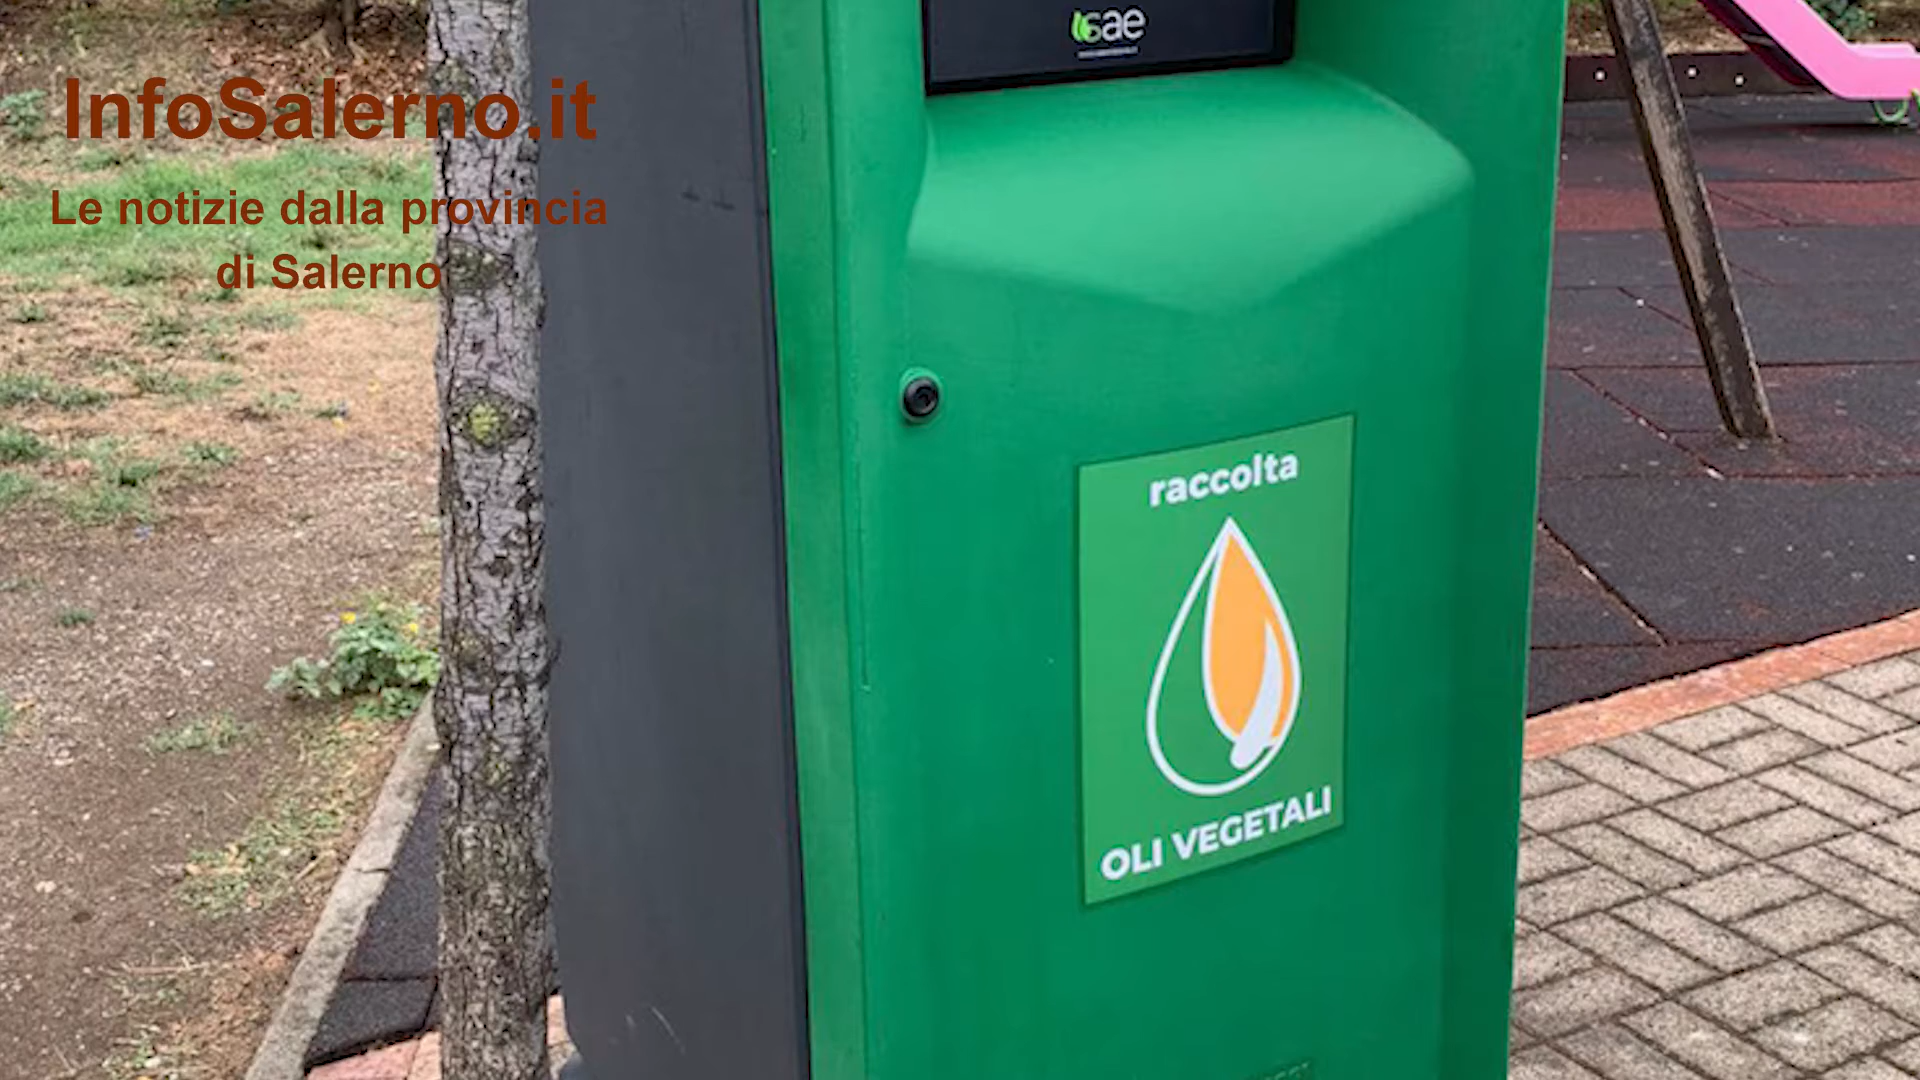 InfoSalerno.it
Le notizie dalla provincia
di Salerno
sae
raccolta
OLI VEGETALI